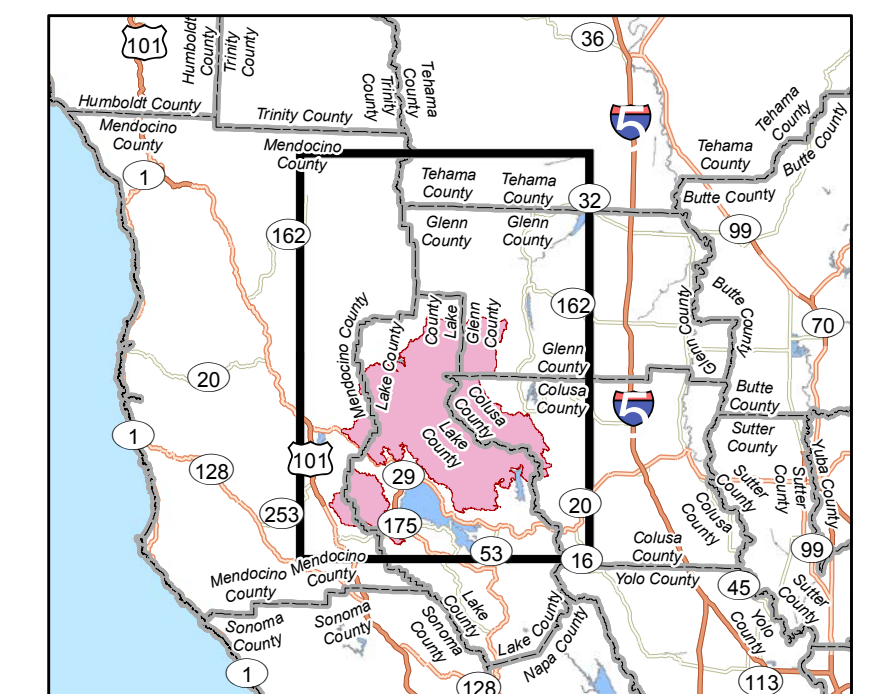 101
Humboldt
County
Trinity
County
Trinity
County
Tehama
County
36
5
Humboldt County
Mendocino
County
Trinity County
Mendocino
County
1
Tehama
County
Tehama
County
Tehama
County
Tehama
County
Butte County
Butte County
32
Glenn
County
Glenn
County
162
99
162
Mendocino County
Lake County
County
Lake
Glenn
County
Glenn County
Butte County
70
20
Glenn
County
Colusa
County
5
Butte
County
Sutter
County
1
128
101
Colusa
County
Lake
County
29
253
175
53
20
16
Sutter
County
Colusa
County
Sutter
County
Yuba County
99
Colusa
County
Yolo County
45
Mendocino
County
Mendocino
County
Sonoma
County
Sonoma
County
Sonoma
County
Lake
County
Lake County
Napa County
Yolo
County
Sutter
County
1
128
113